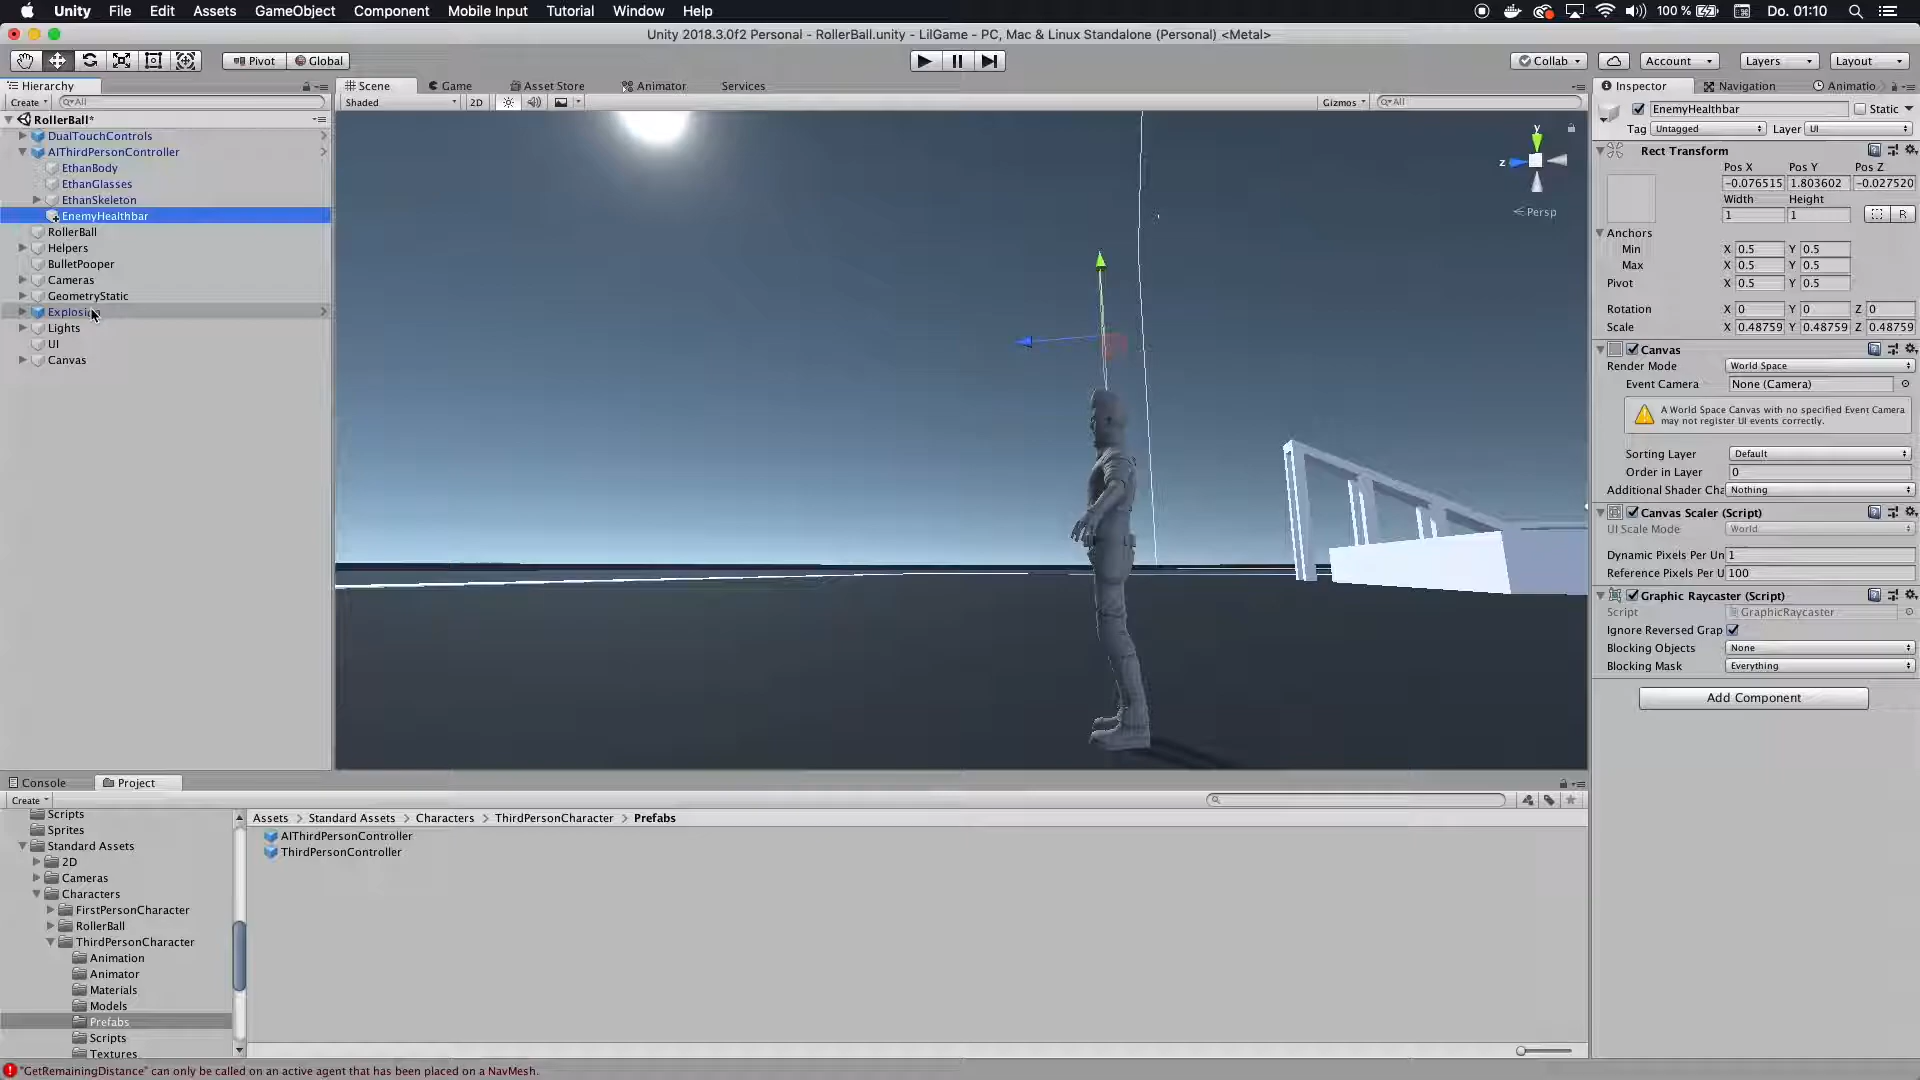 Unity File Edit Assets GameObject Component Mobile Input Tutorial Window Help 100 % Do. 01:10
Unity 2018.3.0f2 Personal - RollerBall.unity - LilGame - PC, Mac & Linux Standalone (Personal) <Metal>
Pivot Global Collab Account Layers Layout
Hierarchy Scene Game Asset Store Animator Services Inspector Navigation Animatio
Create All Shaded 2D Gizmos All
RollerBall*
DualTouchControls
AIThirdPersonController
EthanBody
EthanGlasses
EthanSkeleton
EnemyHealthbar
RollerBall
Helpers
BulletPooper
Cameras
GeometryStatic
Explosion
Lights
UI
Canvas
y
z
Persp
EnemyHealthbar Static
Tag Untagged Layer UI
Rect Transform
Pos X Pos Y Pos Z
-0.076515 1.803602 -0.027520
Width Height
1 1 R
Anchors
Min X 0.5 Y 0.5
Max X 0.5 Y 0.5
Pivot X 0.5 Y 0.5
Rotation X 0 Y 0 Z 0
Scale X 0.48759 Y 0.48759 Z 0.48759
Canvas
Render Mode World Space
Event Camera None (Camera)
A World Space Canvas with no specified Event Camera
may not register UI events correctly.
Sorting Layer Default
Order in Layer 0
Additional Shader Cha Nothing
Canvas Scaler (Script)
UI Scale Mode World
Dynamic Pixels Per Un 1
Reference Pixels Per U 100
Graphic Raycaster (Script)
Script GraphicRaycaster
Ignore Reversed Grap
Blocking Objects None
Blocking Mask Everything
Add Component
Console Project
Create
Scripts
Sprites
Standard Assets
2D
Cameras
Characters
FirstPersonCharacter
RollerBall
ThirdPersonCharacter
Animation
Animator
Materials
Models
Prefabs
Scripts
Textures
Assets > Standard Assets > Characters > ThirdPersonCharacter > Prefabs
AIThirdPersonController
ThirdPersonController
"GetRemainingDistance" can only be called on an active agent that has been placed on a NavMesh.